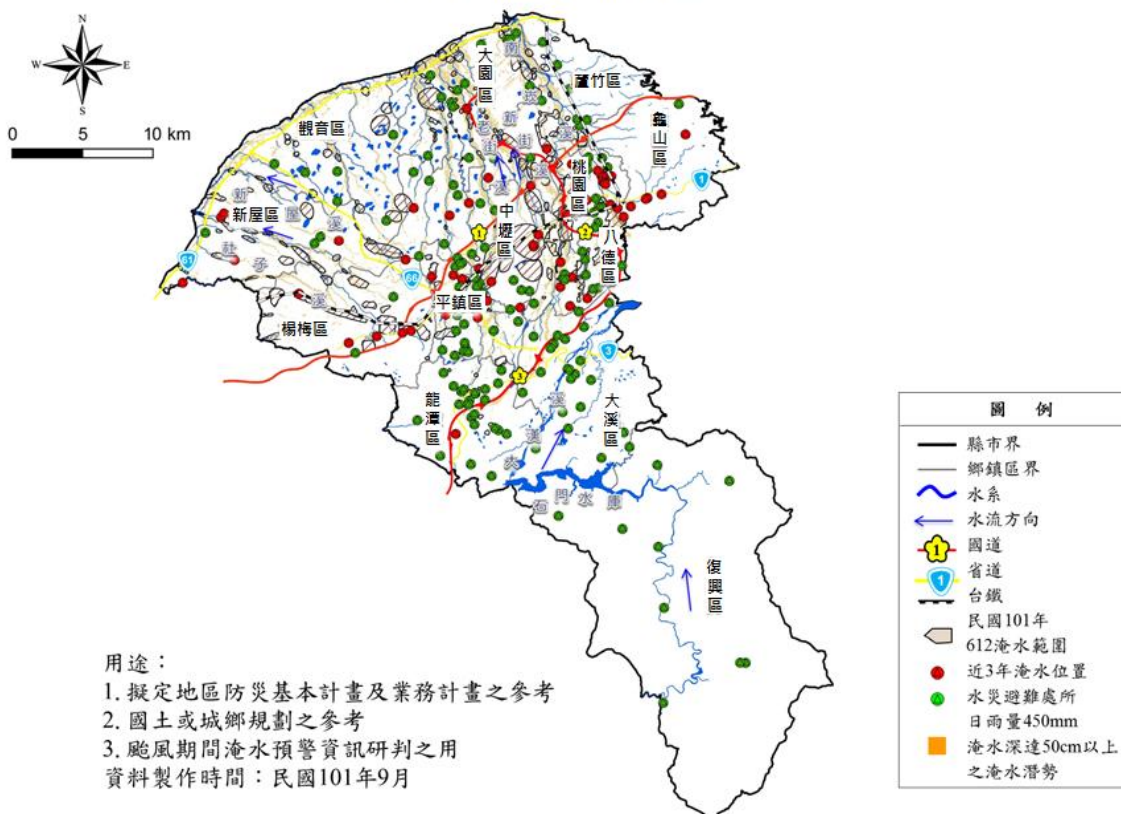 N
W
E
S
0 5 10 km
大園區
南崁溪
蘆竹區
龜山區
觀音區
老街溪
新街溪
桃園區
1
新屋區
新屋溪
中壢區
1
2
八德區
社子溪
61
66
平鎮區
楊梅區
3
3
龍潭區
大溪區
大漢溪
石門水庫
復興區
圖 例
縣市界
鄉鎮區界
水系
水流方向
1
國道
1
省道
台鐵
民國101年
612淹水範圍
近3年淹水位置
水災避難處所
日雨量450mm
淹水深達50cm以上
之淹水潛勢
用途：
1. 擬定地區防災基本計畫及業務計畫之參考
2. 國土或城鄉規劃之參考
3. 颱風期間淹水預警資訊研判之用
資料製作時間：民國101年9月